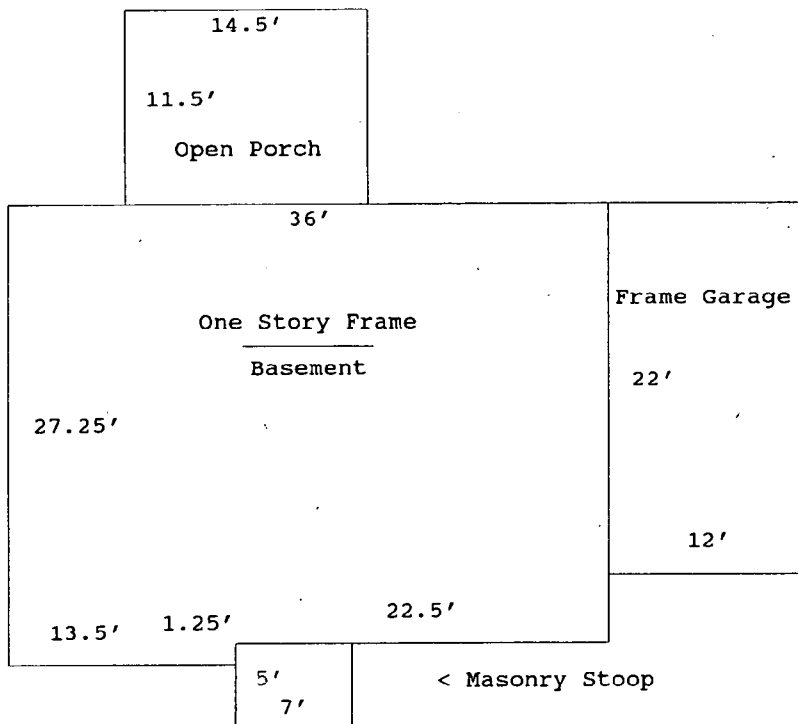 14.5'
11.5'
Open Porch
36'
Frame Garage
One Story Frame
Basement
22'
27.25'
12'
13.5'
1.25'
22.5'
5'
< Masonry Stoop
7'